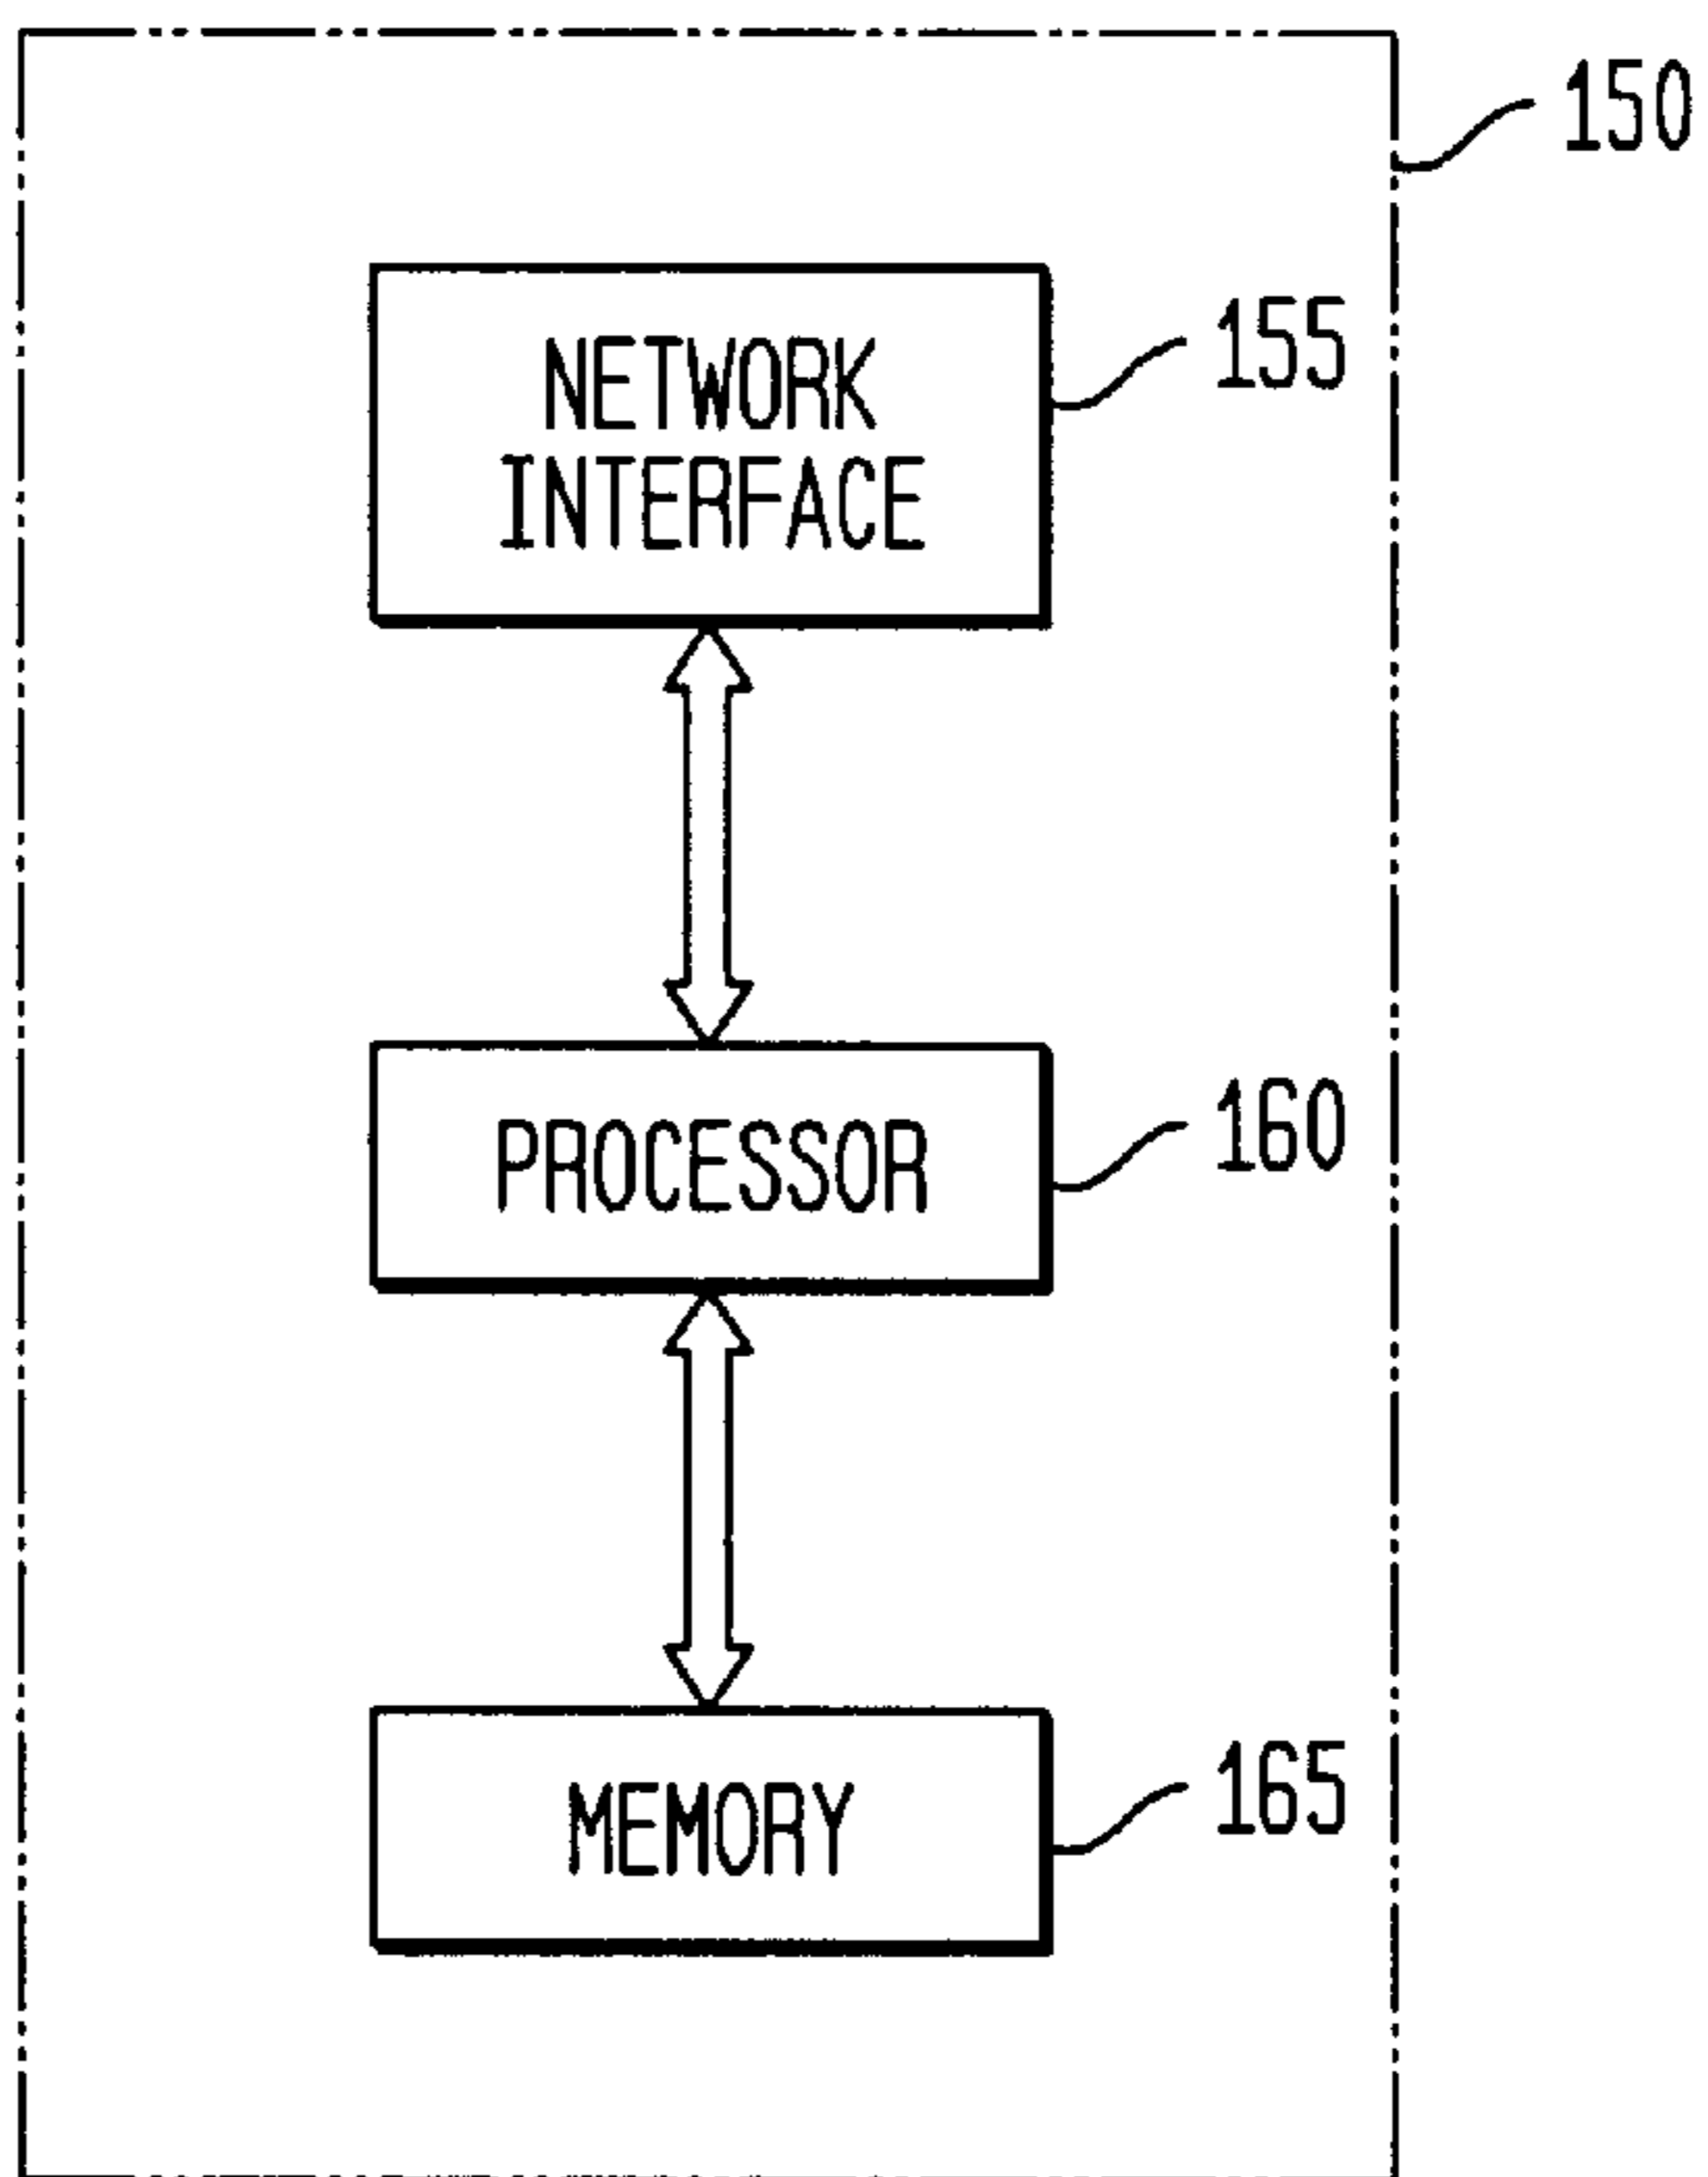 150
NETWORK
INTERFACE
155
PROCESSOR
160
MEMORY
165